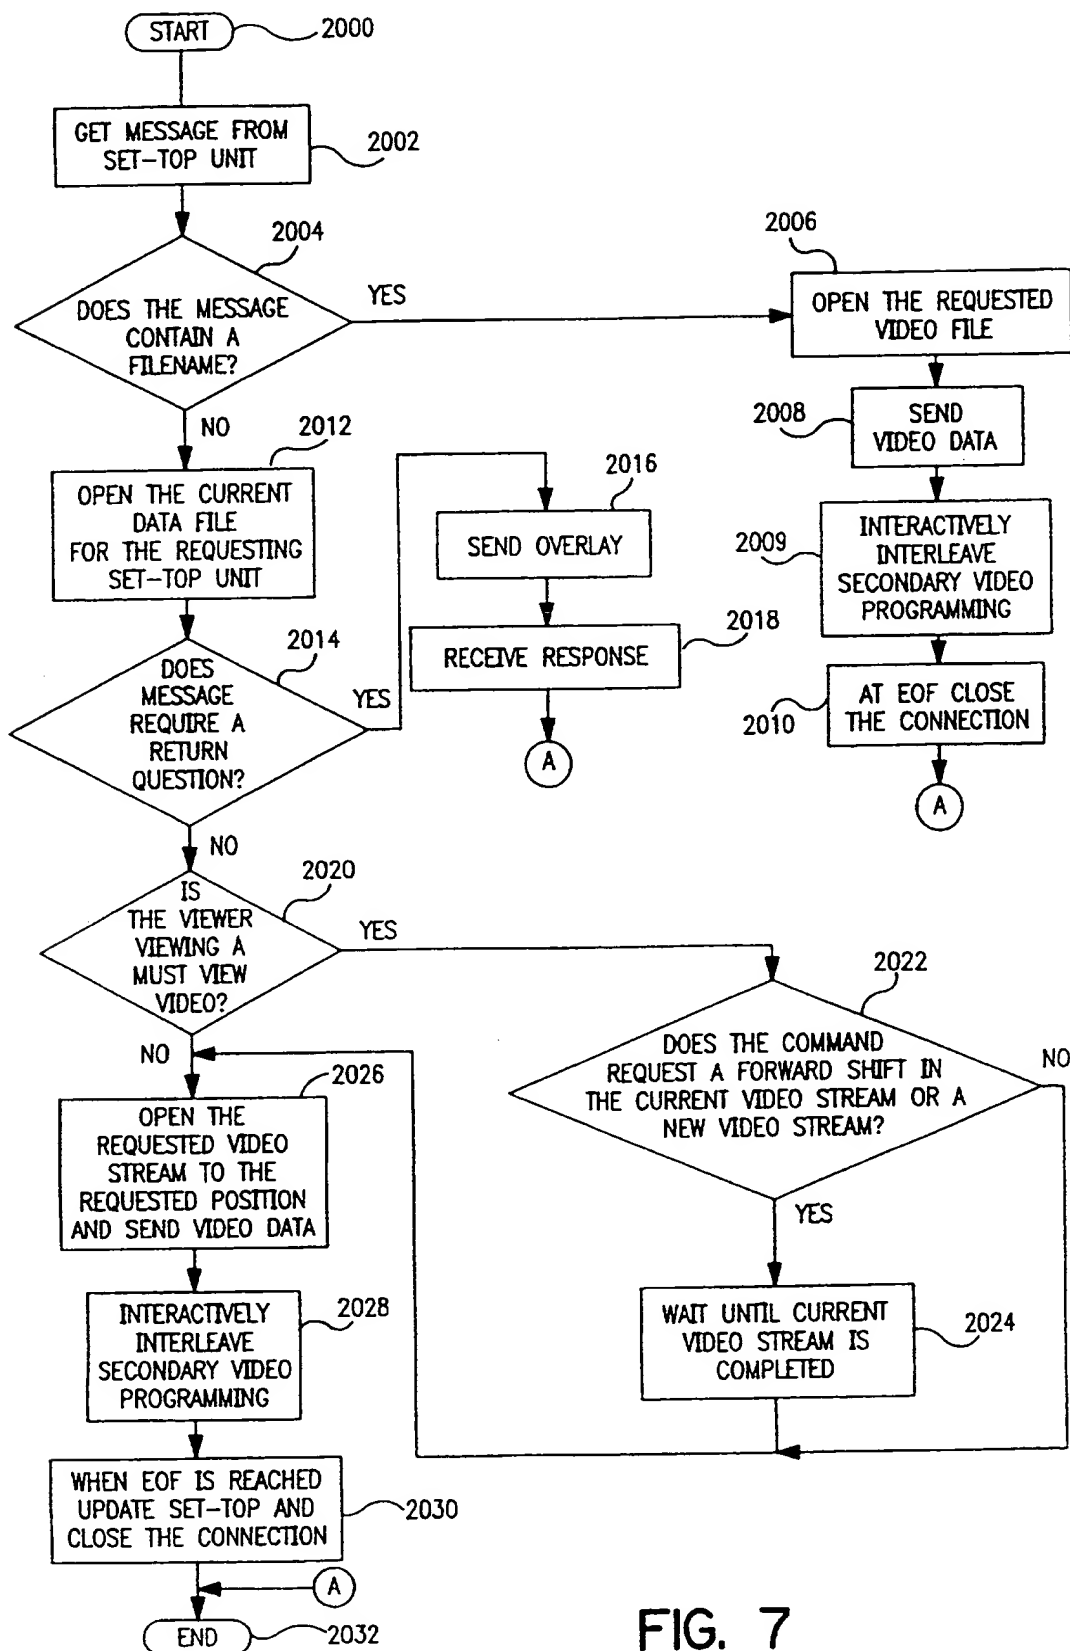 START
2000
GET MESSAGE FROM
SET-TOP UNIT
2002
2004
DOES THE MESSAGE
CONTAIN A
FILENAME?
YES
NO
2006
OPEN THE REQUESTED
VIDEO FILE
2008
SEND
VIDEO DATA
2009
INTERACTIVELY
INTERLEAVE
SECONDARY VIDEO
PROGRAMMING
2010
AT EOF CLOSE
THE CONNECTION
A
2012
OPEN THE CURRENT
DATA FILE
FOR THE REQUESTING
SET-TOP UNIT
2014
DOES
MESSAGE
REQUIRE A
RETURN
QUESTION?
YES
NO
2016
SEND OVERLAY
2018
RECEIVE RESPONSE
A
2020
IS
THE VIEWER
VIEWING A
MUST VIEW
VIDEO?
YES
NO
2022
DOES THE COMMAND
REQUEST A FORWARD SHIFT IN
THE CURRENT VIDEO STREAM OR A
NEW VIDEO STREAM?
NO
YES
WAIT UNTIL CURRENT
VIDEO STREAM IS
COMPLETED
2024
2026
OPEN THE
REQUESTED VIDEO
STREAM TO THE
REQUESTED POSITION
AND SEND VIDEO DATA
INTERACTIVELY
INTERLEAVE
SECONDARY VIDEO
PROGRAMMING
2028
WHEN EOF IS REACHED
UPDATE SET-TOP AND
CLOSE THE CONNECTION
2030
A
END
2032
FIG. 7